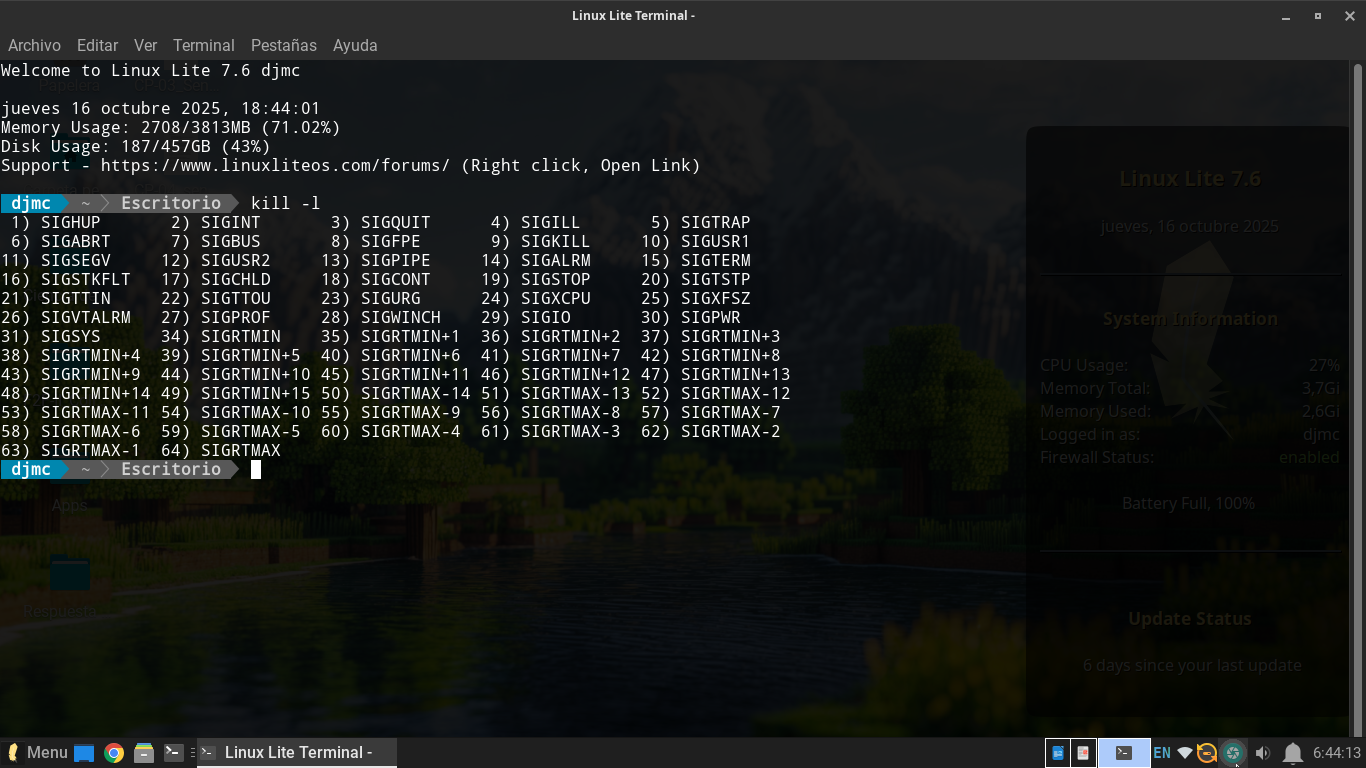 Linux Lite Terminal -
Archivo Editar Ver Terminal Pestañas Ayuda
Welcome to Linux Lite 7.6 djmc
Papelera
jueves 16 octubre 2025, 18:44:01
Memory Usage: 2708/3813MB (71.02%)
Disk Usage: 187/457GB (43%)
Support - https://www.linuxliteos.com/forums/ (Right click, Open Link)
djmc ~ Escritorio kill -l
1) SIGHUP 2) SIGINT 3) SIGQUIT 4) SIGILL 5) SIGTRAP
6) SIGABRT 7) SIGBUS 8) SIGFPE 9) SIGKILL 10) SIGUSR1
11) SIGSEGV 12) SIGUSR2 13) SIGPIPE 14) SIGALRM 15) SIGTERM
16) SIGSTKFLT 17) SIGCHLD 18) SIGCONT 19) SIGSTOP 20) SIGTSTP
21) SIGTTIN 22) SIGTTOU 23) SIGURG 24) SIGXCPU 25) SIGXFSZ
26) SIGVTALRM 27) SIGPROF 28) SIGWINCH 29) SIGIO 30) SIGPWR
31) SIGSYS 34) SIGRTMIN 35) SIGRTMIN+1 36) SIGRTMIN+2 37) SIGRTMIN+3
38) SIGRTMIN+4 39) SIGRTMIN+5 40) SIGRTMIN+6 41) SIGRTMIN+7 42) SIGRTMIN+8
43) SIGRTMIN+9 44) SIGRTMIN+10 45) SIGRTMIN+11 46) SIGRTMIN+12 47) SIGRTMIN+13
48) SIGRTMIN+14 49) SIGRTMIN+15 50) SIGRTMAX-14 51) SIGRTMAX-13 52) SIGRTMAX-12
53) SIGRTMAX-11 54) SIGRTMAX-10 55) SIGRTMAX-9 56) SIGRTMAX-8 57) SIGRTMAX-7
58) SIGRTMAX-6 59) SIGRTMAX-5 60) SIGRTMAX-4 61) SIGRTMAX-3 62) SIGRTMAX-2
63) SIGRTMAX-1 64) SIGRTMAX
djmc ~ Escritorio
Apps
Respuesta
Linux Lite 7.6
jueves, 16 octubre 2025
System Information
CPU Usage: 27%
Memory Total: 3,7Gi
Memory Used: 2,6Gi
Logged in as: djmc
Firewall Status: enabled
Battery Full, 100%
Update Status
6 days since your last update
Menu Linux Lite Terminal - EN 6:44:13